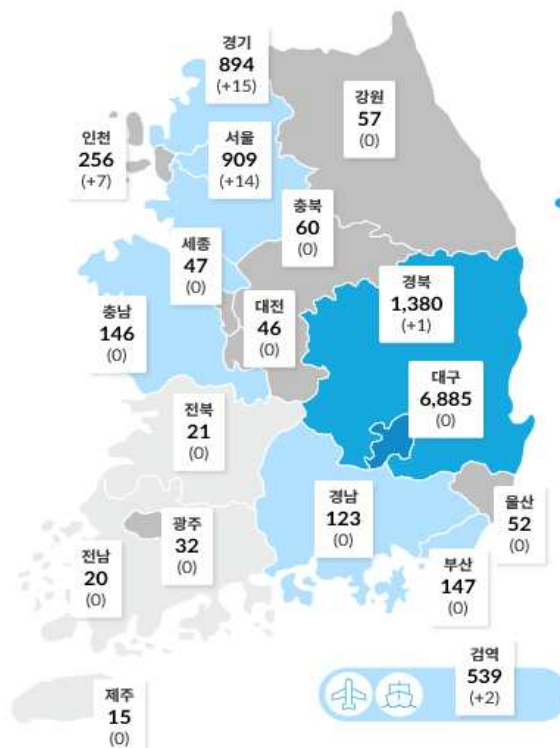 경기
894
(+15)
강원
57
(0)
인천
256
(+7)
서울
909
(+14)
충북
60
(0)
세종
47
(0)
경북
1,380
(+1)
충남
146
(0)
대전
46
(0)
대구
6,885
(0)
전북
21
(0)
경남
123
(0)
울산
52
(0)
광주
32
(0)
전남
20
(0)
부산
147
(0)
검역
539
(+2)
제주
15
(0)